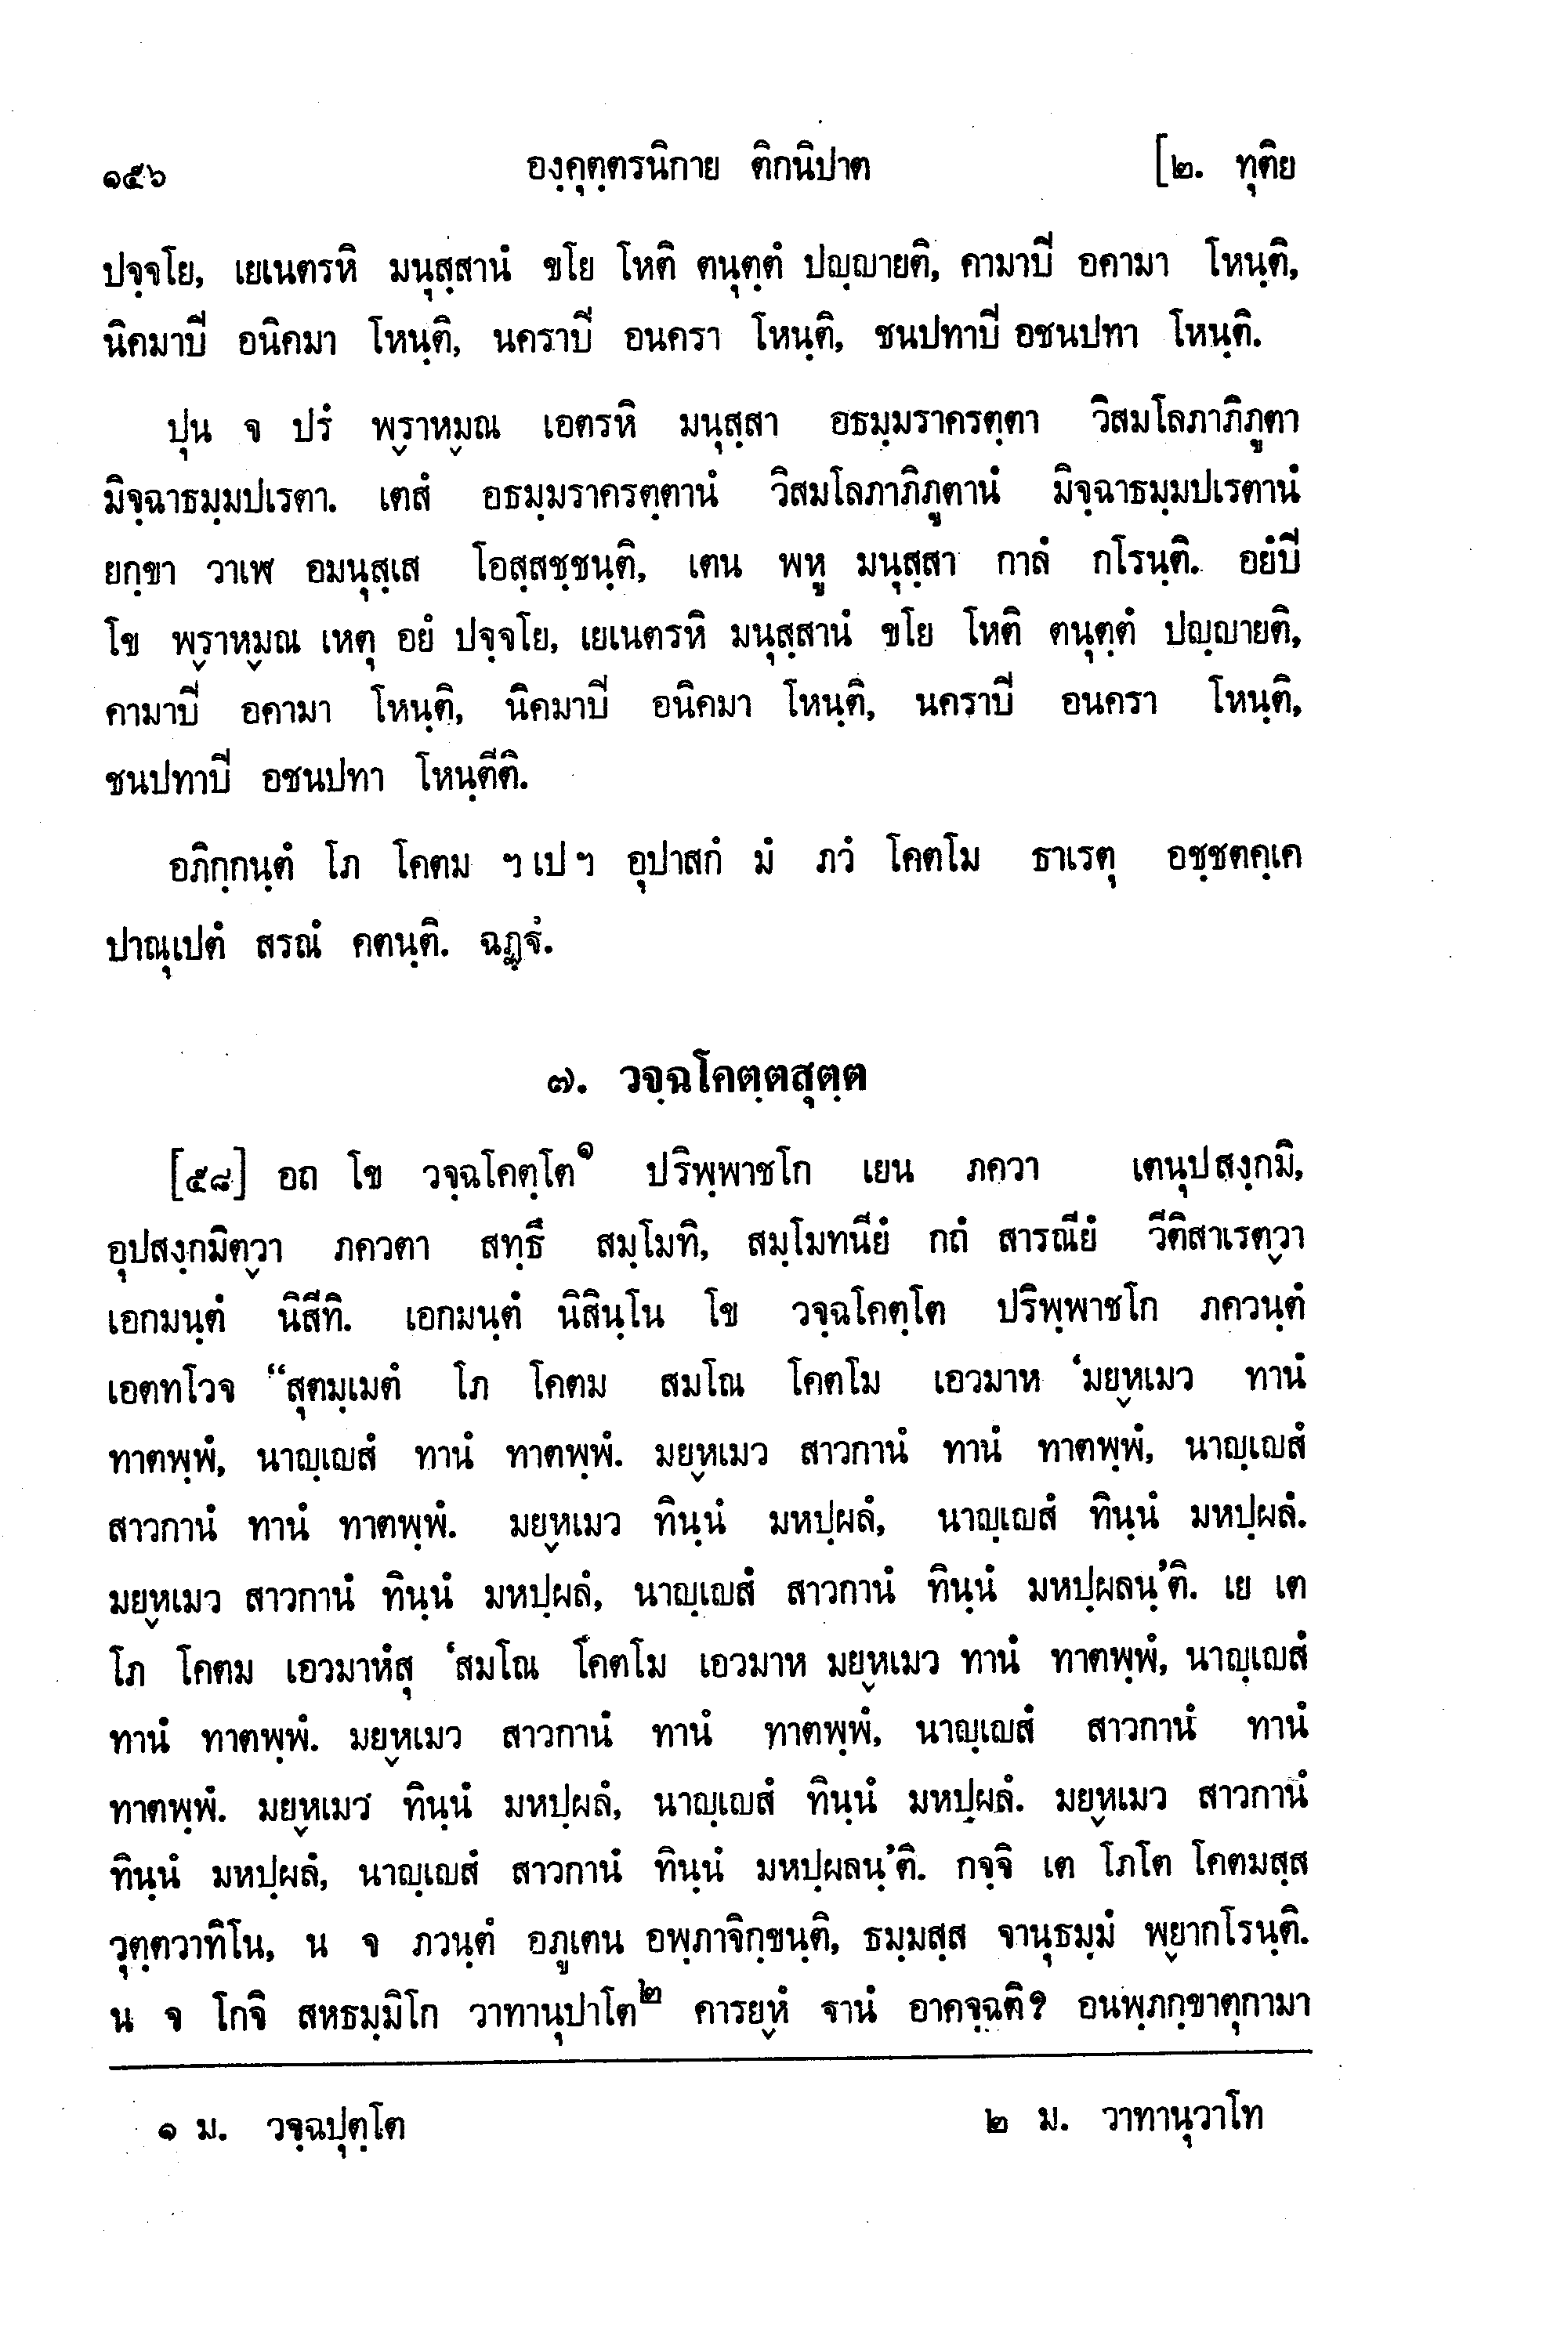 ๑๕๖ องฺคุตฺตรนิกาย ติกนิปาต [๒. ทุติย
ปจฺจโย, เยเนตรหิ มนุสฺสานํ ขโย โหติ ตนุตฺตํ ปญฺญายติ, คามาปิ อคามา โหนฺติ,
นิคมาปิ อนิคมา โหนฺติ, นคราปิ อนครา โหนฺติ, ชนปทาปิ อชนปทา โหนฺติ.
ปุน จ ปรํ พฺราหฺมณ เอตรหิ มนุสฺสา อธมฺมราครตฺตา วิสมโลภาภิภูตา
มิจฺฉาธมฺมปเรตา. เตสํ อธมฺมราครตฺตานํ วิสมโลภาภิภูตานํ มิจฺฉาธมฺมปเรตานํ
ยกฺขา วาเฬ อมนุสฺเส โอสฺสชฺชนฺติ, เตน พหู มนุสฺสา กาลํ กโรนฺติ. อยํปิ
โข พฺราหฺมณ เหตุ อยํ ปจฺจโย, เยเนตรหิ มนุสฺสานํ ขโย โหติ ตนุตฺตํ ปญฺญายติ,
คามาปิ อคามา โหนฺติ, นิคมาปิ อนิคมา โหนฺติ, นคราปิ อนครา โหนฺติ,
ชนปทาปิ อชนปทา โหนฺตีติ.
อภิกฺกนฺตํ โภ โคตม ฯเปฯ อุปาสกํ มํ ภวํ โคตโม ธาเรตุ อชฺชตคฺเค
ปาณุเปตํ สรณํ คตนฺติ. ฉฏฺฐํ.
๗. วจฺฉโคตฺตสุตฺต
[๕๘] อถ โข วจฺฉโคตฺโต๑ ปริพฺพาชโก เยน ภควา เตนุปสงฺกมิ,
อุปสงฺกมิตฺวา ภควตา สทฺธึ สมฺโมทิ, สมฺโมทนียํ กถํ สารณียํ วีติสาเรตฺวา
เอกมนฺตํ นิสีทิ. เอกมนฺตํ นิสินฺโน โข วจฺฉโคตฺโต ปริพฺพาชโก ภควนฺตํ
เอตทโวจ “สุตมฺเมตํ โภ โคตม สมโณ โคตโม เอวมาห ‘มยฺหเมว ทานํ
ทาตพฺพํ, นาญฺเญสํ ทานํ ทาตพฺพํ. มยฺหเมว สาวกานํ ทานํ ทาตพฺพํ, นาญฺเญสํ
สาวกานํ ทานํ ทาตพฺพํ. มยฺหเมว ทินฺนํ มหปฺผลํ, นาญฺเญสํ ทินฺนํ มหปฺผลํ.
มยฺหเมว สาวกานํ ทินฺนํ มหปฺผลํ, นาญฺเญสํ สาวกานํ ทินฺนํ มหปฺผลนฺ’ติ. เย เต
โภ โคตม เอวมาหํสุ ‘สมโณ โคตโม เอวมาห มยฺหเมว ทานํ ทาตพฺพํ, นาญฺเญสํ
ทานํ ทาตพฺพํ. มยฺหเมว สาวกานํ ทานํ ทาตพฺพํ, นาญฺเญสํ สาวกานํ ทานํ
ทาตพฺพํ. มยฺหเมว ทินฺนํ มหปฺผลํ, นาญฺเญสํ ทินฺนํ มหปฺผลํ. มยฺหเมว สาวกานํ
ทินฺนํ มหปฺผลํ, นาญฺเญสํ สาวกานํ ทินฺนํ มหปฺผลนฺ’ติ. กจฺจิ เต โภโต โคตมสฺส
วุตฺตวาทิโน, น จ ภวนฺตํ อภูเตน อพฺภาจิกฺขนฺติ, ธมฺมสฺส จานุธมฺมํ พฺยากโรนฺติ.
น จ โกจิ สหธมฺมิโก วาทานุปาโต๒ คารยฺหํ ฐานํ อาคจฺฉติ? อนพฺภกฺขาตุกามา
๑ ม. วจฺฉปุตฺโต ๒ ม. วาทานุวาโท